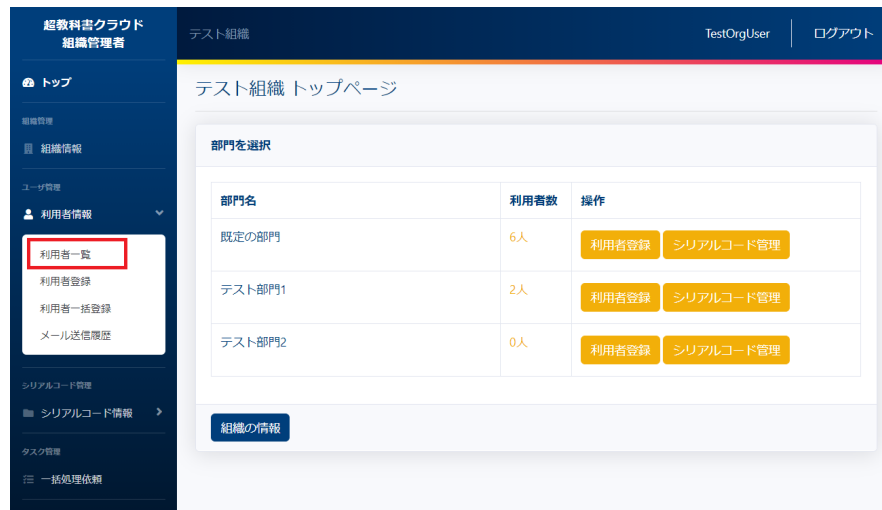 超教科書クラウド
組織管理者
テスト組織
TestOrgUser
ログアウト
トップ
組織管理
組織情報
ユーザ管理
利用者情報
利用者一覧
利用者登録
利用者一括登録
メール送信履歴
シリアルコード管理
シリアルコード情報
タスク管理
一括処理依頼
テスト組織 トップページ
部門を選択
部門名 利用者数 操作
既定の部門 6人 利用者登録 シリアルコード管理
テスト部門1 2人 利用者登録 シリアルコード管理
テスト部門2 0人 利用者登録 シリアルコード管理
組織の情報